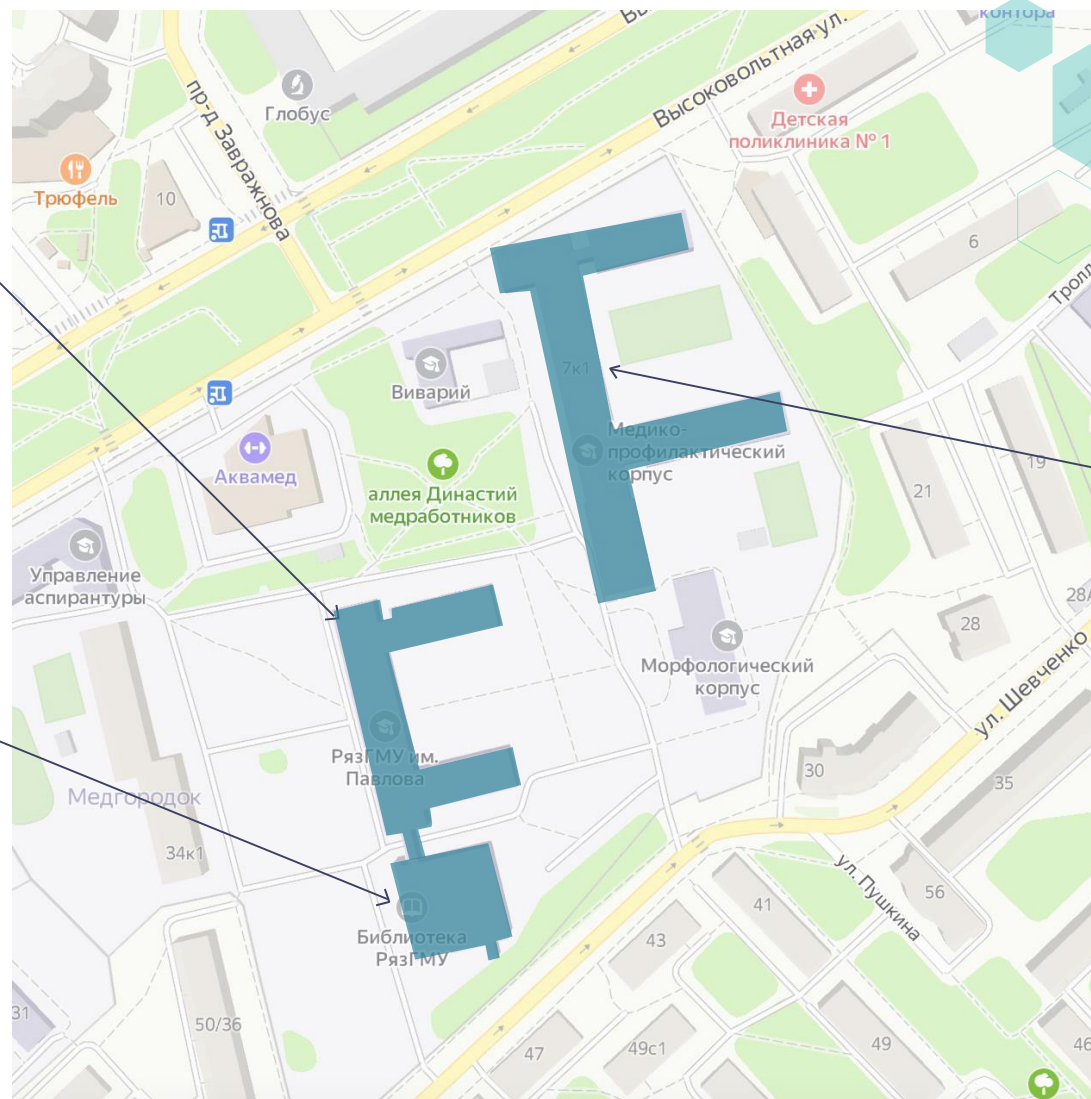 контора
Высоковольтная ул.
Глобус
пр-д Завражнова
Детская
поликлиника № 1
Трюфель
10
6
7к1
Виварий
Аквамед
аллея Династий
медработников
Медико-
профилактический
корпус
19
21
Управление
аспирантуры
28
Морфологический
корпус
ул. Шевченко
РязГМУ им.
Павлова
30
35
Медгородок
34к1
ул. Пушкина
56
41
43
Библиотека
РязГМУ
31
50/36
47
49с1
49
46